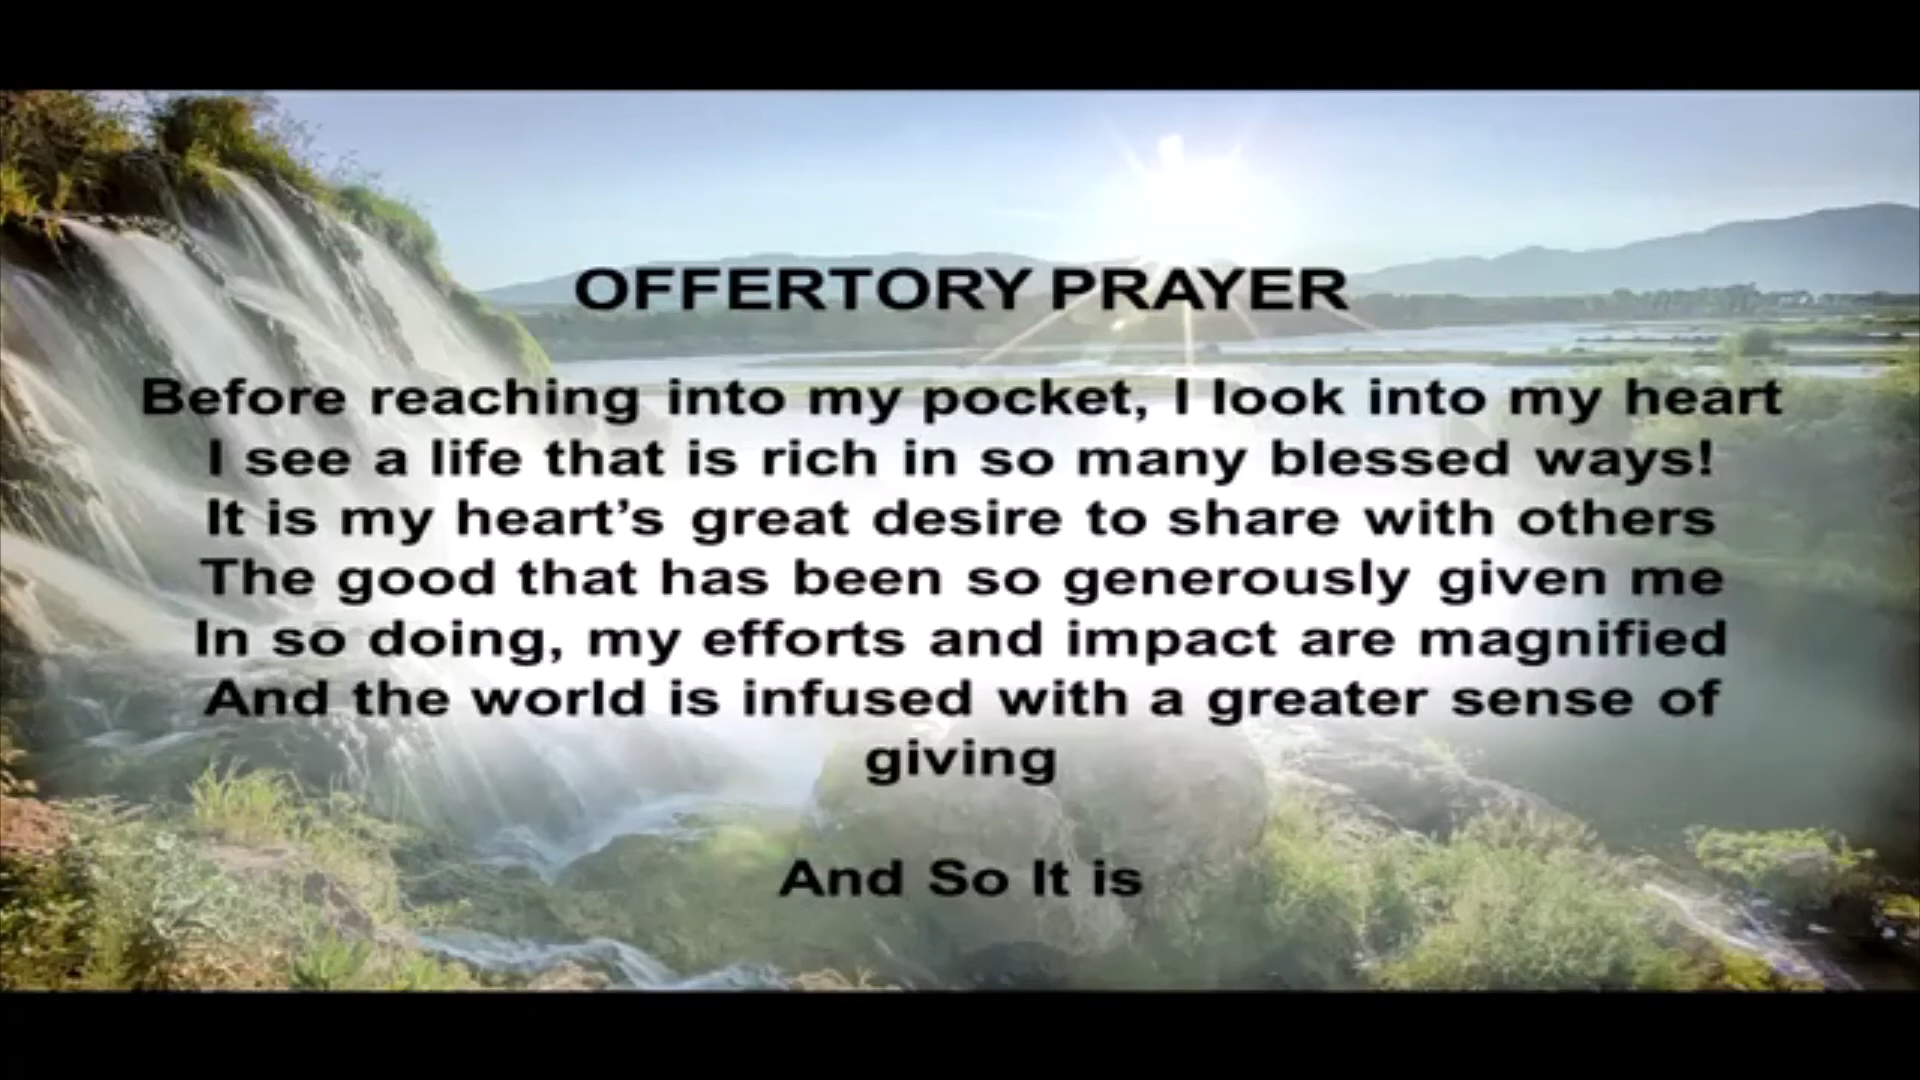 OFFERTORY PRAYER
Before reaching into my pocket, I look into my heart
I see a life that is rich in so many blessed ways!
It is my heart’s great desire to share with others
The good that has been so generously given me
In so doing, my efforts and impact are magnified
And the world is infused with a greater sense of
giving
And So It is